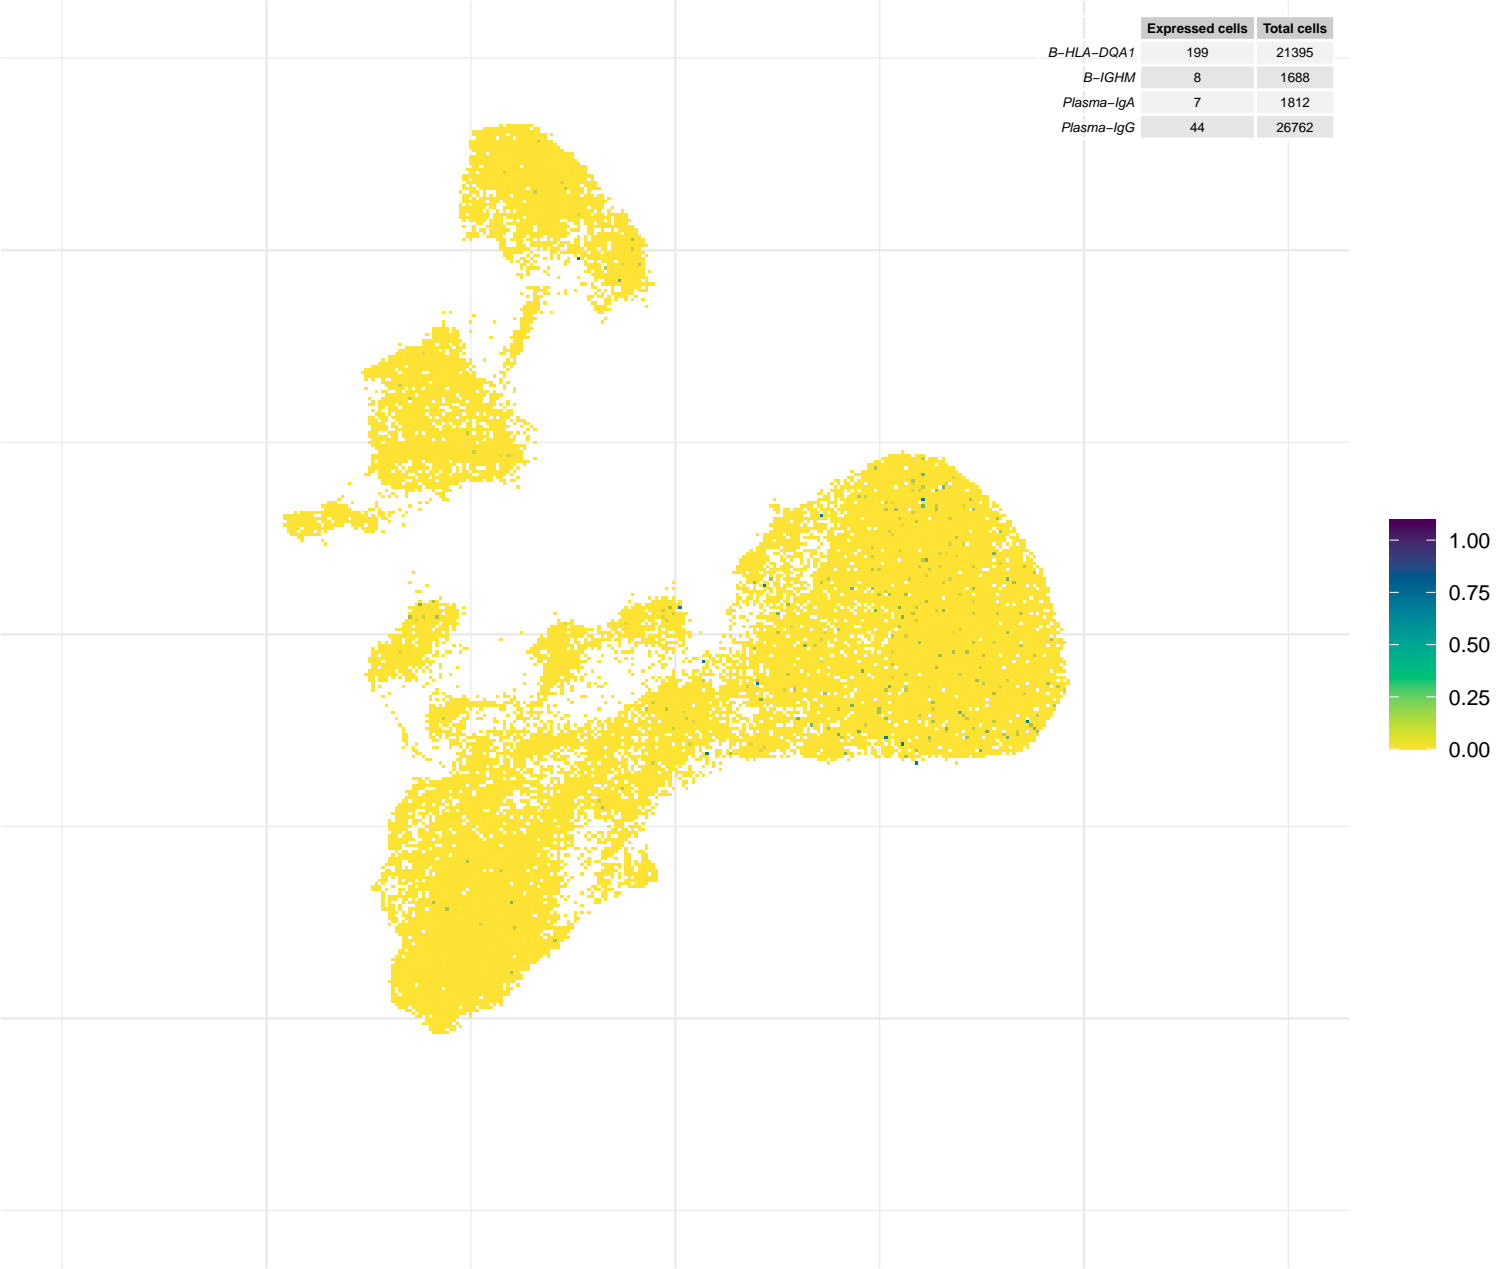 Expressed cells Total cells
B−HLA−DQA1 199 21395
B−IGHM 8 1688
Plasma−IgA 7 1812
Plasma−IgG 44 26762
1.00
0.75
0.50
0.25
0.00